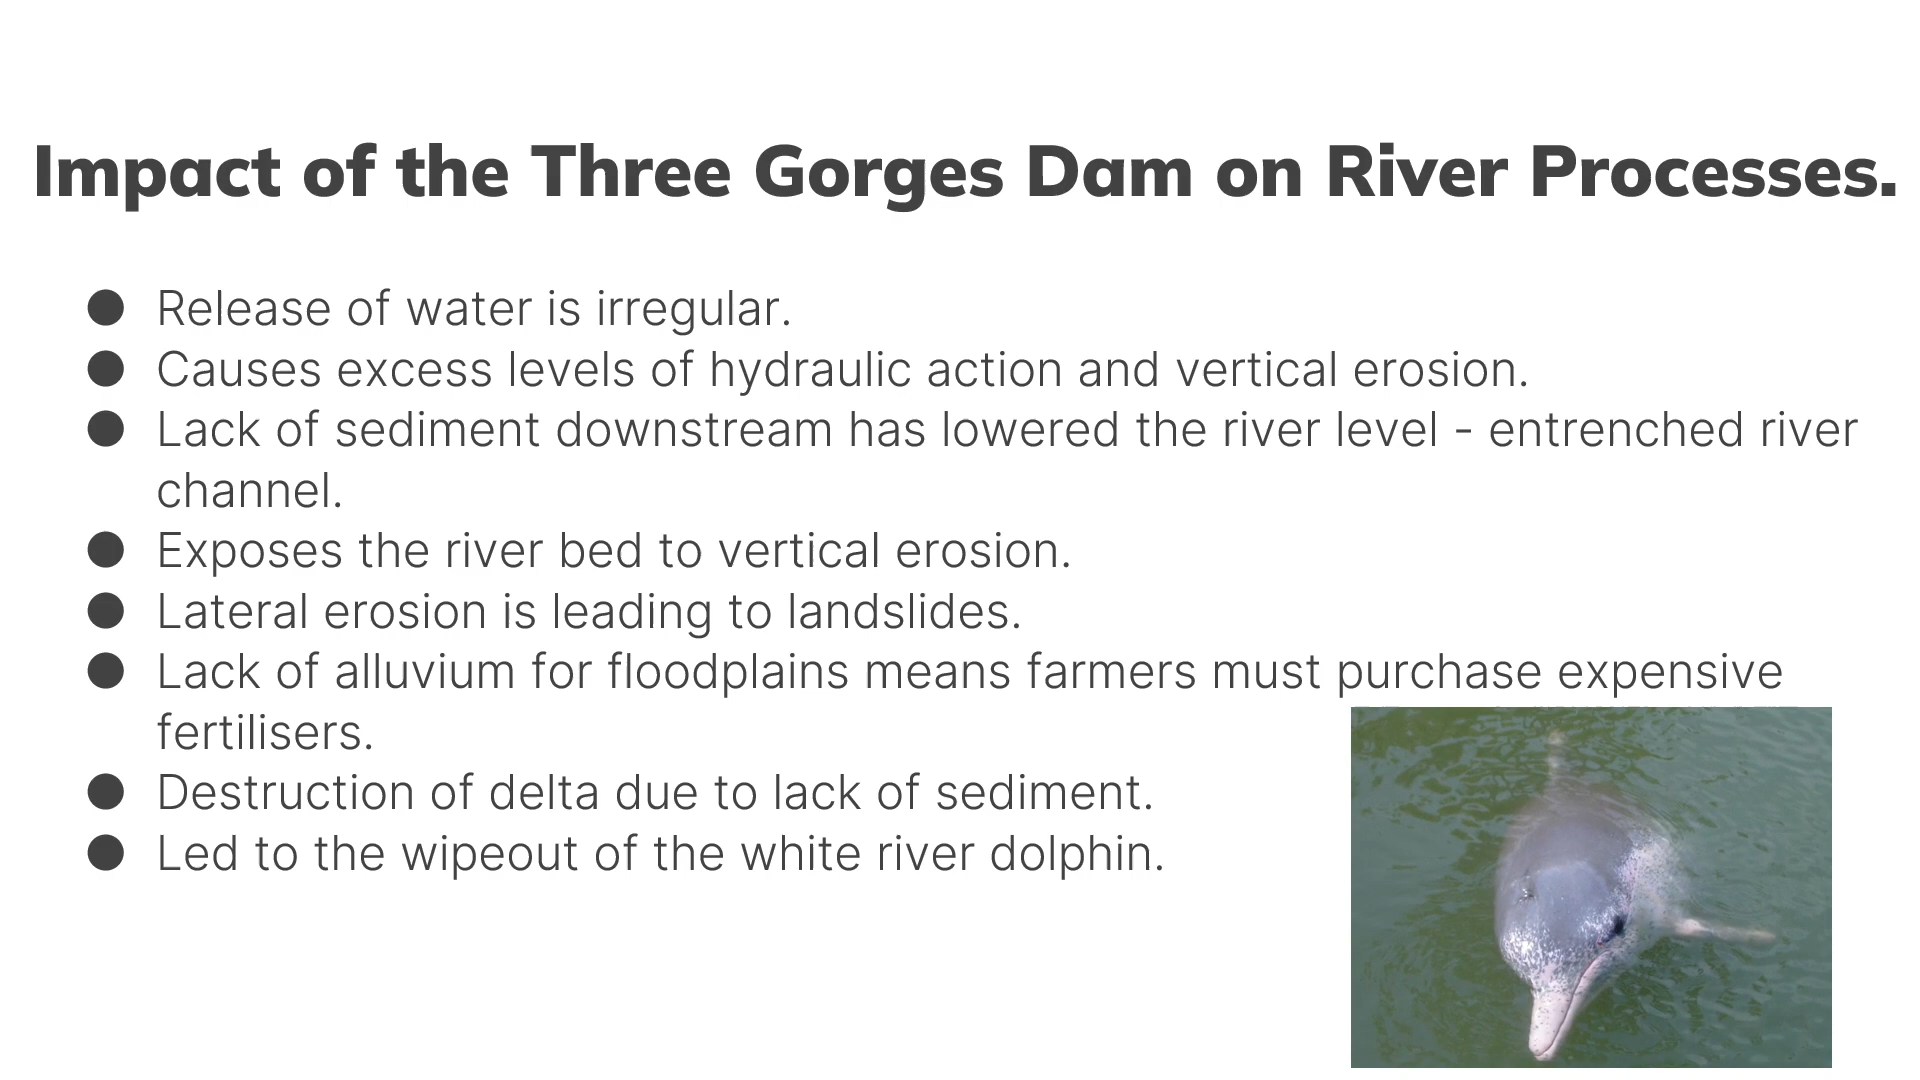 Impact of the Three Gorges Dam on River Processes.
● Release of water is irregular.
● Causes excess levels of hydraulic action and vertical erosion.
● Lack of sediment downstream has lowered the river level - entrenched river
channel.
● Exposes the river bed to vertical erosion.
● Lateral erosion is leading to landslides.
● Lack of alluvium for floodplains means farmers must purchase expensive
fertilisers.
● Destruction of delta due to lack of sediment.
● Led to the wipeout of the white river dolphin.